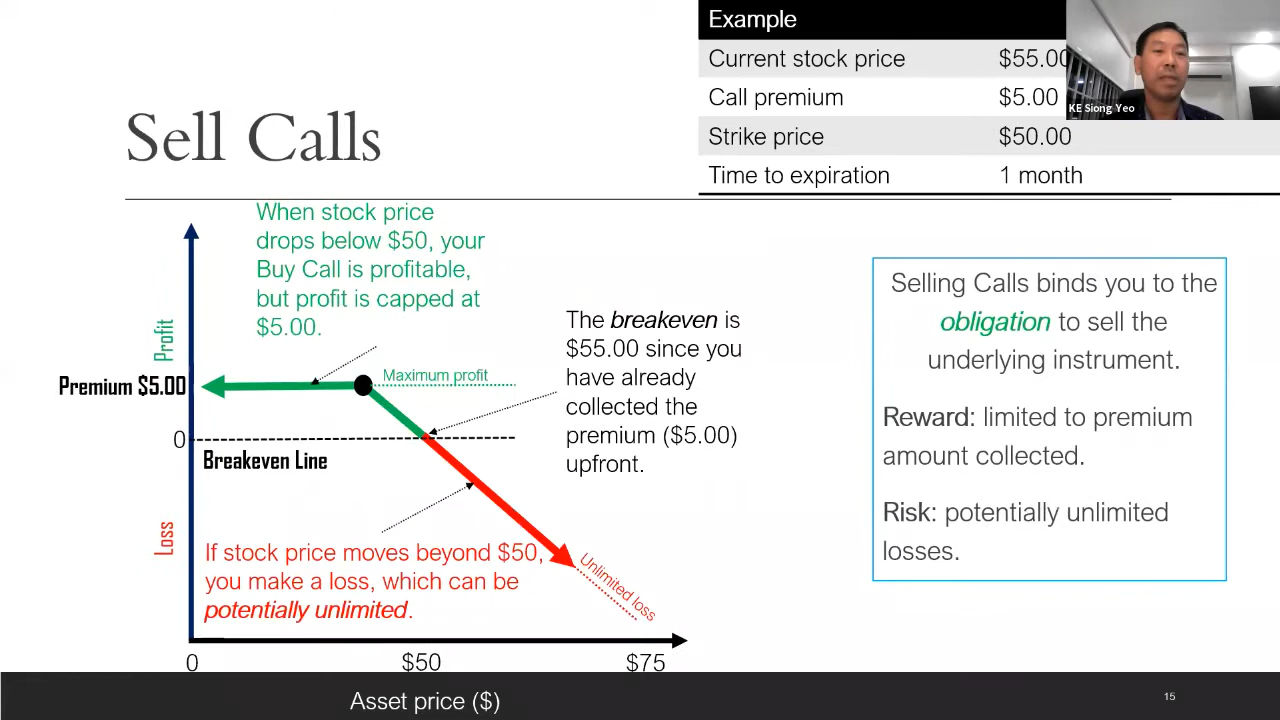 Example
Current stock price $55.00
Call premium $5.00
KE Siong Yeo
Strike price $50.00
Time to expiration 1 month
Sell Calls
When stock price
drops below $50, your
Buy Call is profitable,
but profit is capped at
$5.00.
Profit
Premium $5.00
Maximum profit
The breakeven is
$55.00 since you
have already
collected the
premium ($5.00)
upfront.
0
Breakeven Line
Loss
If stock price moves beyond $50,
you make a loss, which can be
potentially unlimited.
Unlimited loss
0 $50 $75
Asset price ($)
Selling Calls binds you to the
obligation to sell the
underlying instrument.
Reward: limited to premium
amount collected.
Risk: potentially unlimited
losses.
15